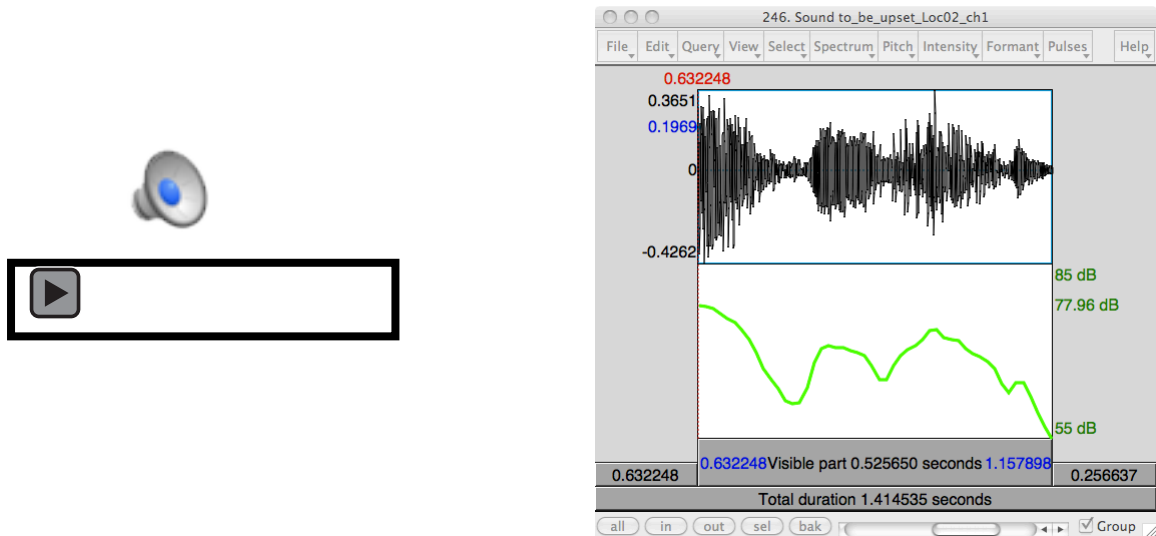 246. Sound to_be_upset_Loc02_ch1
File Edit Query View Select Spectrum Pitch Intensity Formant Pulses Help
0.632248
0.3651
0.1969
0
-0.4262
85 dB
77.96 dB
55 dB
0.632248 Visible part 0.525650 seconds 1.157898
0.632248 0.256637
Total duration 1.414535 seconds
all in out sel bak Group